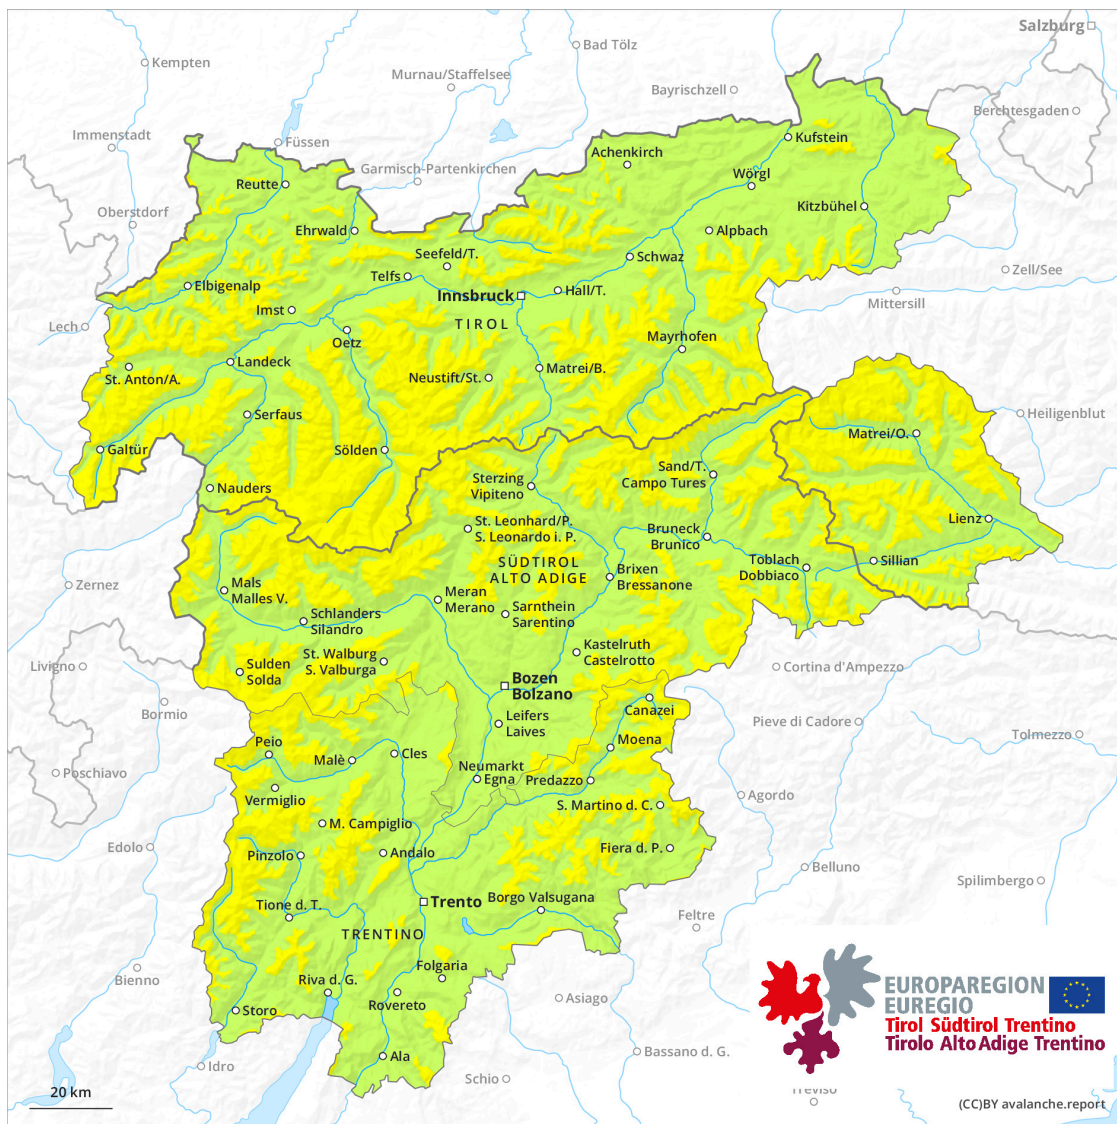 Salzburg
Bad Tölz
Kempten
Murnau/Staffelsee
Bayrischzell
Berchtesgaden
Immenstadt
Füssen
Kufstein
Achenkirch
Garmisch-Partenkirchen
Wörgl
Reutte
Oberstdorf
Kitzbühel
Ehrwald
Alpbach
Seefeld/T.
Schwaz
Zell/See
Telfs
Elbigenalp
Hall/T.
Innsbruck
Mittersill
Imst
TIROL
Lech
Oetz
Mayrhofen
Landeck
Matrei/B.
St. Anton/A.
Neustift/St.
Serfaus
Heiligenblut
Matrei/O.
Galtür
Sölden
Sand/T.
Campo Tures
Sterzing
Vipiteno
Nauders
Lienz
St. Leonhard/P.
S. Leonardo i. P.
Bruneck
Brunico
SÜDTIROL
ALTO ADIGE
Toblach
Dobbiaco
Sillian
Brixen
Bressanone
Zernez
Mals
Malles V.
Meran
Merano
Sarnthein
Sarentino
Schlanders
Silandro
Kastelruth
Castelrotto
St. Walburg
S. Valburga
Livigno
Sulden
Solda
Cortina d'Ampezzo
Bozen
Bolzano
Bormio
Canazei
Leifers
Laives
Pieve di Cadore
Tolmezzo
Peio
Moena
Cles
Malè
Poschiavo
Neumarkt
Egna
Predazzo
Agordo
Vermiglio
S. Martino d. C.
M. Campiglio
Edolo
Fiera d. P.
Pinzolo
Andalo
Belluno
Spilimbergo
Borgo Valsugana
Trento
Tione d. T.
Feltre
TRENTINO
Folgaria
Bienno
Riva d. G.
Rovereto
Asiago
EUROPAREGION
EUREGIO
Tirol Südtirol Trentino
Tirolo Alto Adige Trentino
Storo
Ala
Bassano d. G.
Idro
Schio
Treviso
20 km
(CC)BY avalanche.report